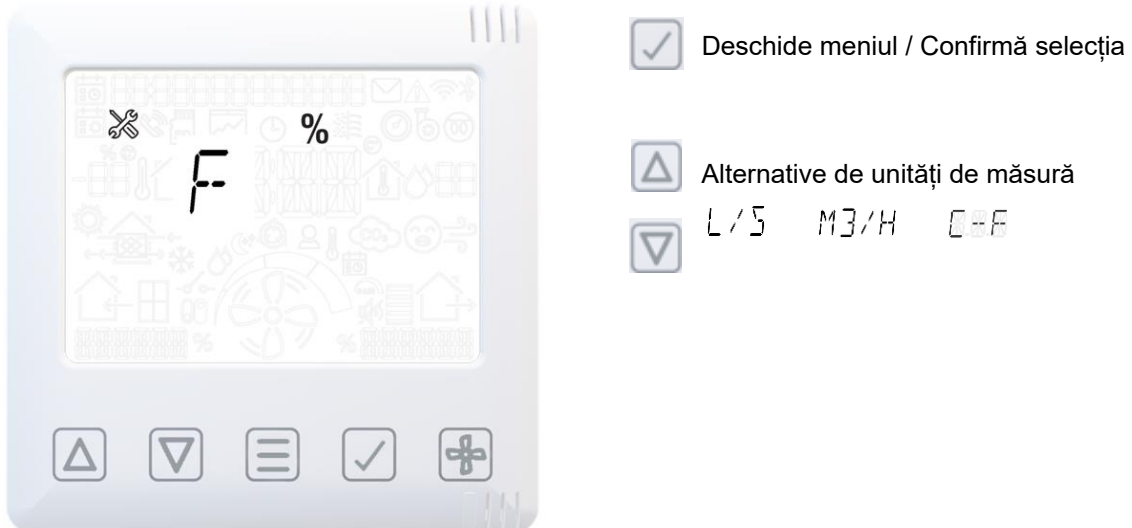 Deschide meniul / Confirmă selecția
%
F
Alternative de unități de măsură
L/S M3/H C-F